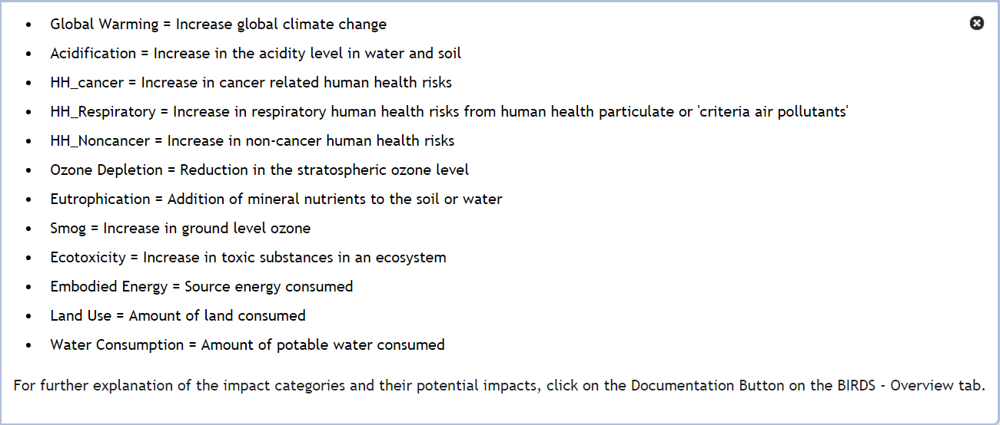 • Global Warming = Increase global climate change
• Acidification = Increase in the acidity level in water and soil
• HH_cancer = Increase in cancer related human health risks
• HH_Respiratory = Increase in respiratory human health risks from human health particulate or 'criteria air pollutants'
• HH_Noncancer = Increase in non-cancer human health risks
• Ozone Depletion = Reduction in the stratospheric ozone level
• Eutrophication = Addition of mineral nutrients to the soil or water
• Smog = Increase in ground level ozone
• Ecotoxicity = Increase in toxic substances in an ecosystem
• Embodied Energy = Source energy consumed
• Land Use = Amount of land consumed
• Water Consumption = Amount of potable water consumed
For further explanation of the impact categories and their potential impacts, click on the Documentation Button on the BIRDS - Overview tab.